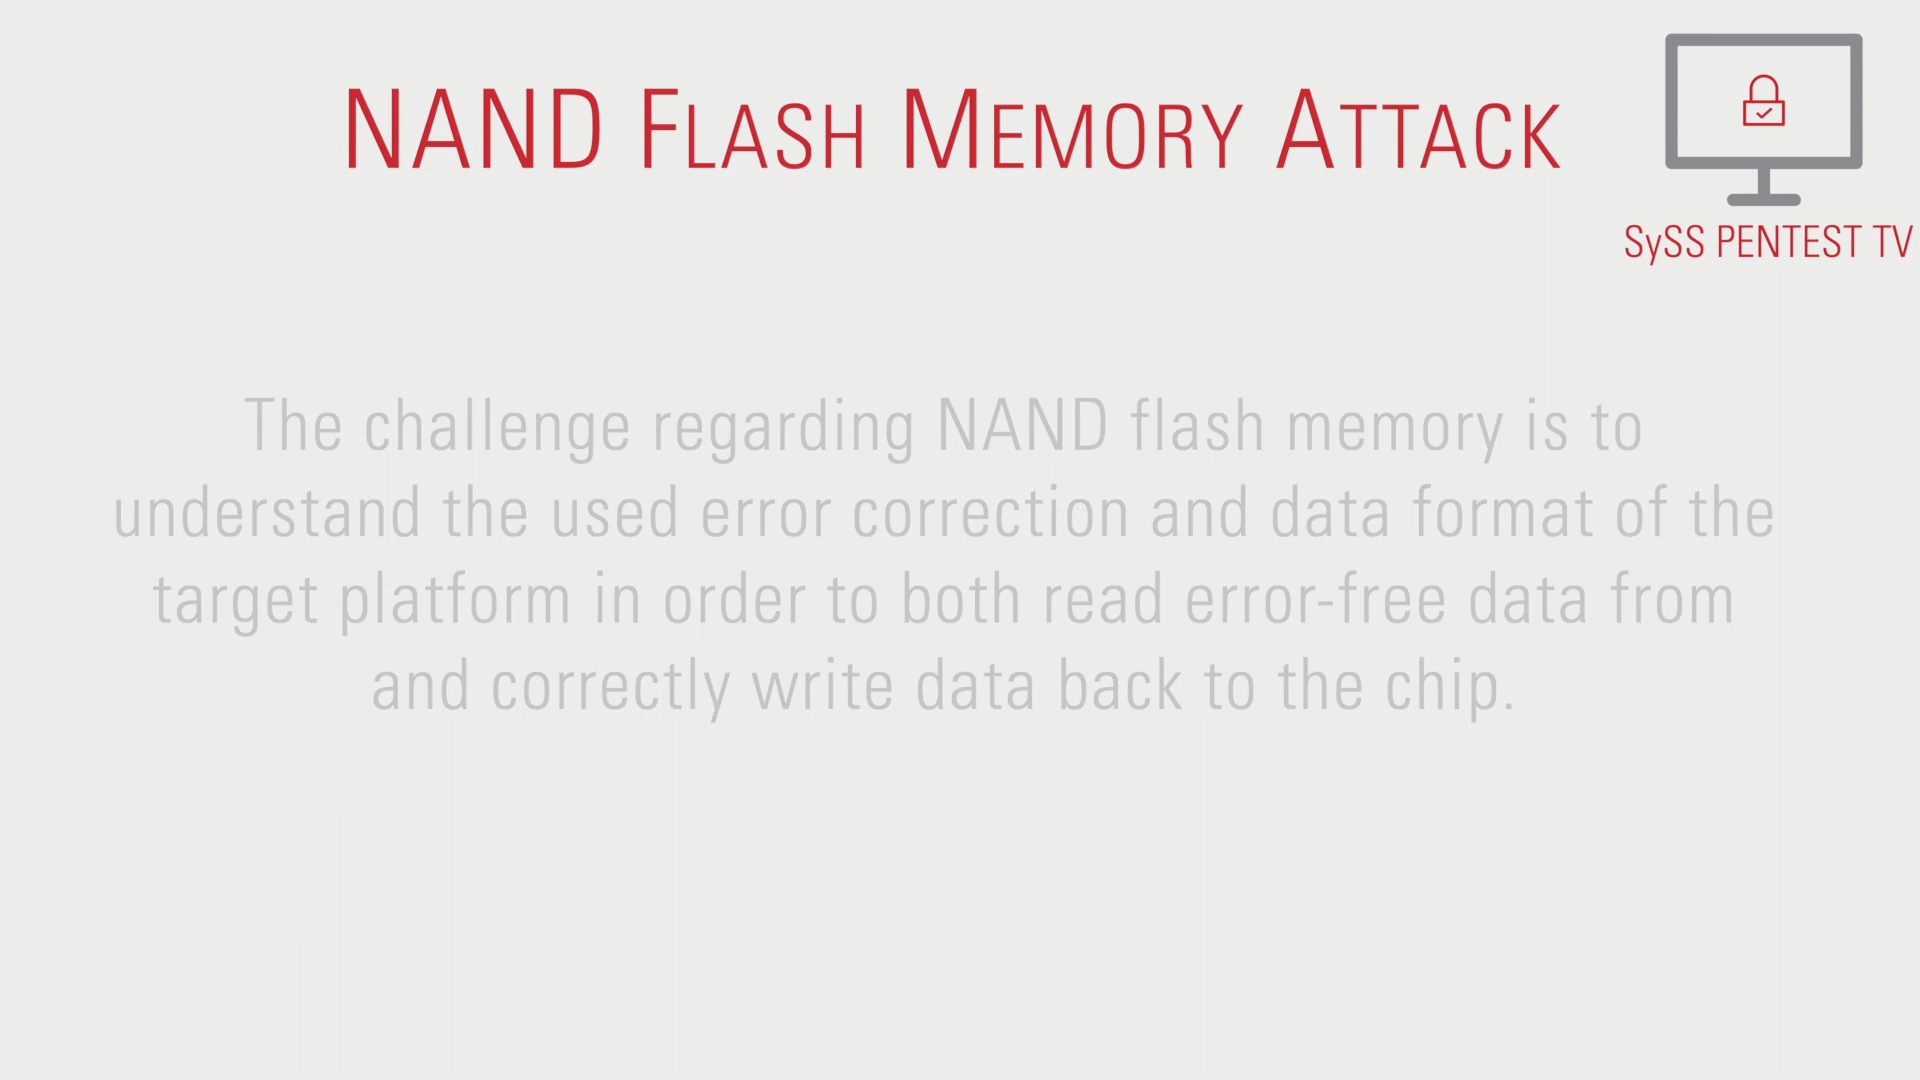 NAND FLASH MEMORY ATTACK
SySS PENTEST TV
The challenge regarding NAND flash memory is to
understand the used error correction and data format of the
target platform in order to both read error-free data from
and correctly write data back to the chip.